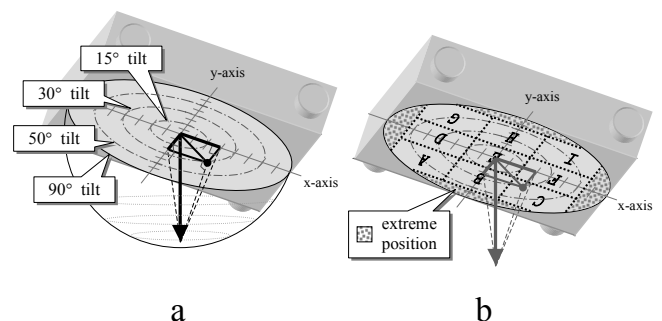 15° tilt
y-axis
30° tilt
50° tilt
90° tilt
x-axis
a
y-axis
G
H
I
D
E
F
A
B
C
x-axis
extreme
position
b